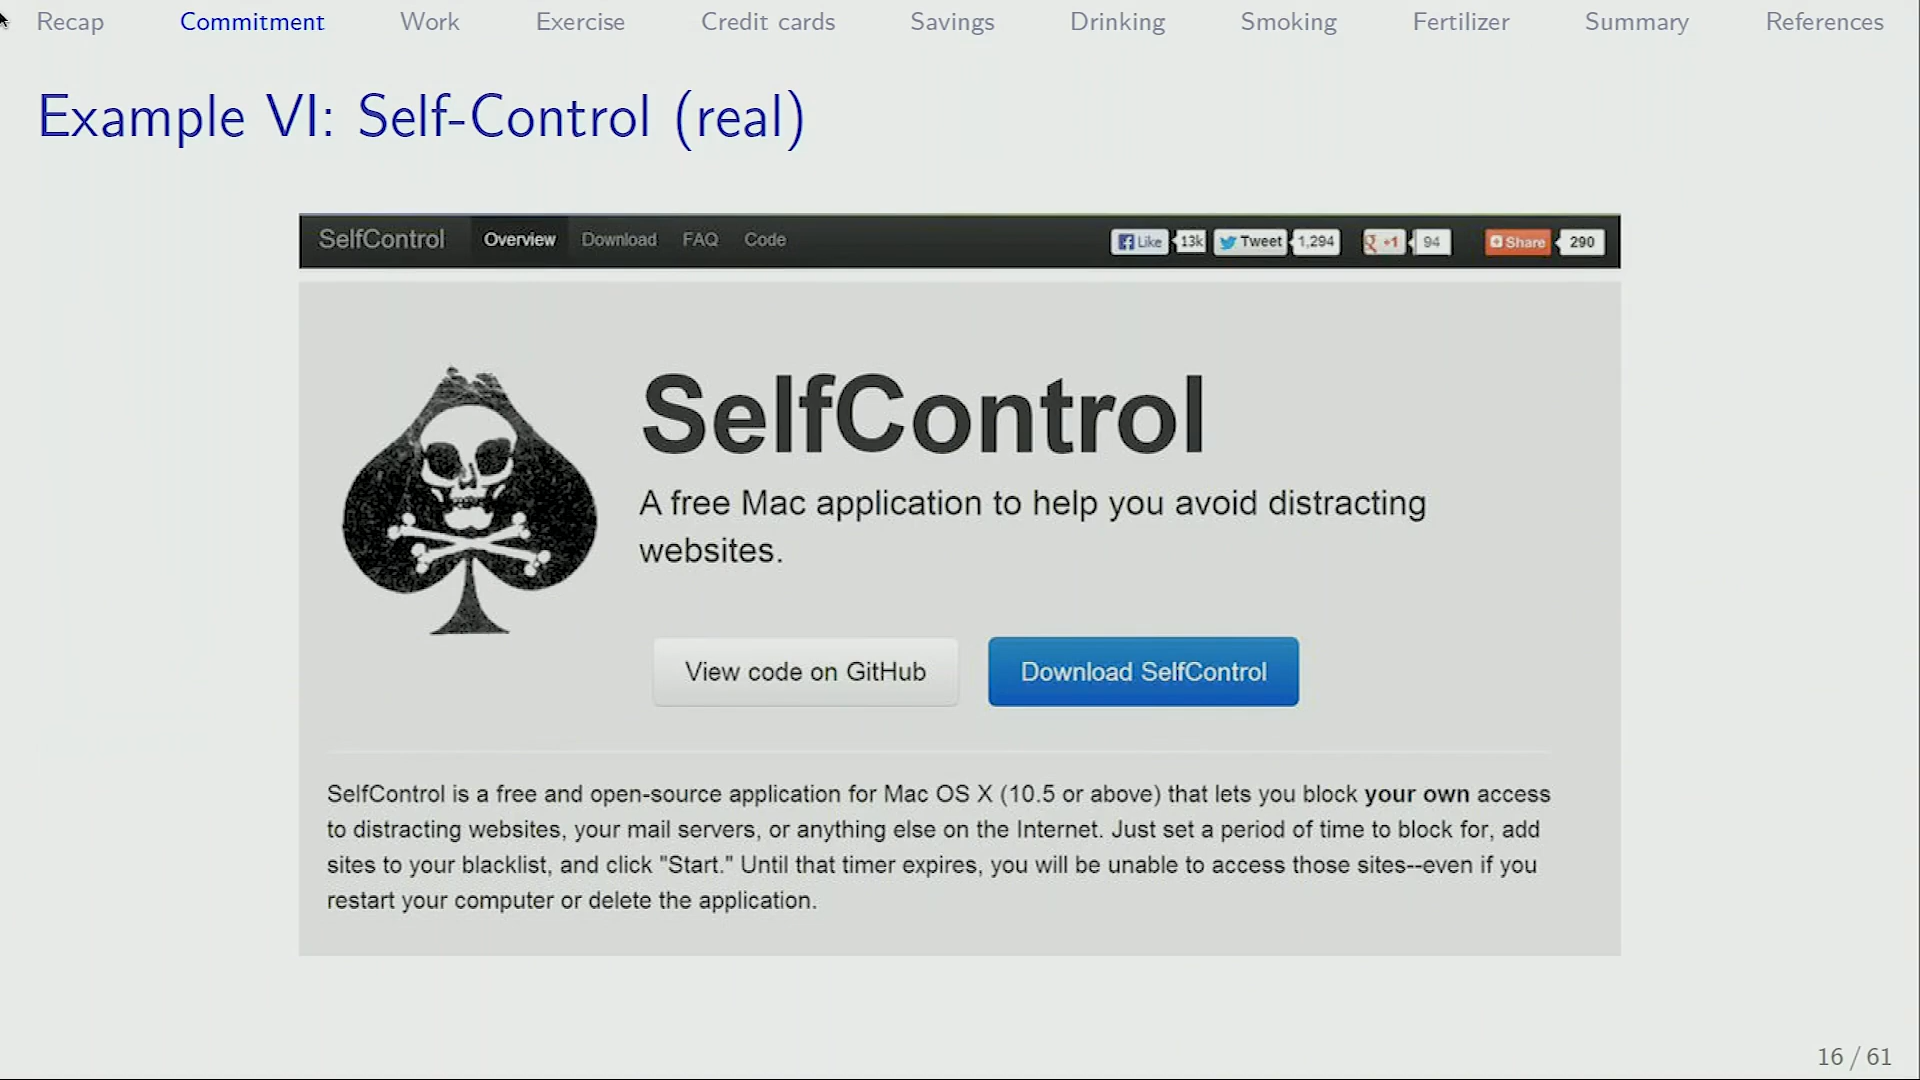 Recap Commitment Work Exercise Credit cards Savings Drinking Smoking Fertilizer Summary References
Example VI: Self-Control (real)
SelfControl Overview Download FAQ Code Like 13k Tweet 1,294 +1 94 Share 290
SelfControl
A free Mac application to help you avoid distracting
websites.
View code on GitHub Download SelfControl
SelfControl is a free and open-source application for Mac OS X (10.5 or above) that lets you block your own access
to distracting websites, your mail servers, or anything else on the Internet. Just set a period of time to block for, add
sites to your blacklist, and click "Start." Until that timer expires, you will be unable to access those sites--even if you
restart your computer or delete the application.
16 / 61